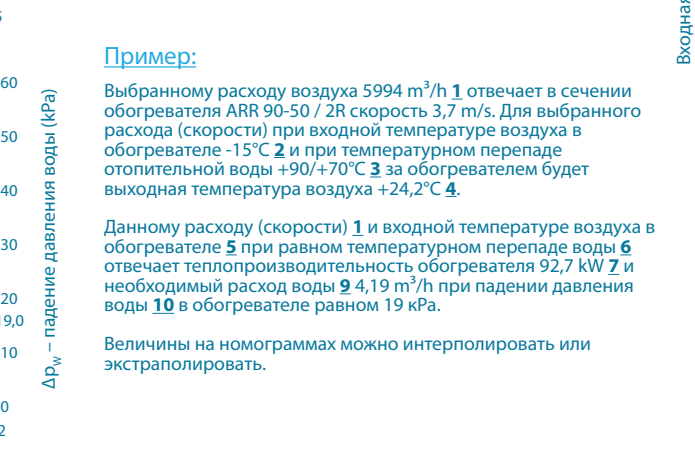 Пример:
Выбранному расходу воздуха 5994 m³/h 1 отвечает в сечении
обогревателя ARR 90-50 / 2R скорость 3,7 m/s. Для выбранного
расхода (скорости) при входной температуре воздуха в
обогревателе -15°C 2 и при температурном перепаде
отопительной воды +90/+70°C 3 за обогревателем будет
выходная температура воздуха +24,2°C 4.
Данному расходу (скорости) 1 и входной температуре воздуха в
обогревателе 5 при равном температурном перепаде воды 6
отвечает теплопроизводительность обогревателя 92,7 kW 7 и
необходимый расход воды 9 4,19 m³/h при падении давления
воды 10 в обогревателе равном 19 кPa.
Величины на номограммах можно интерполировать или
экстраполировать.
60
50
40
30
20
19,0
10
0
2
Δpw – падение давления воды (kPa)
Входная